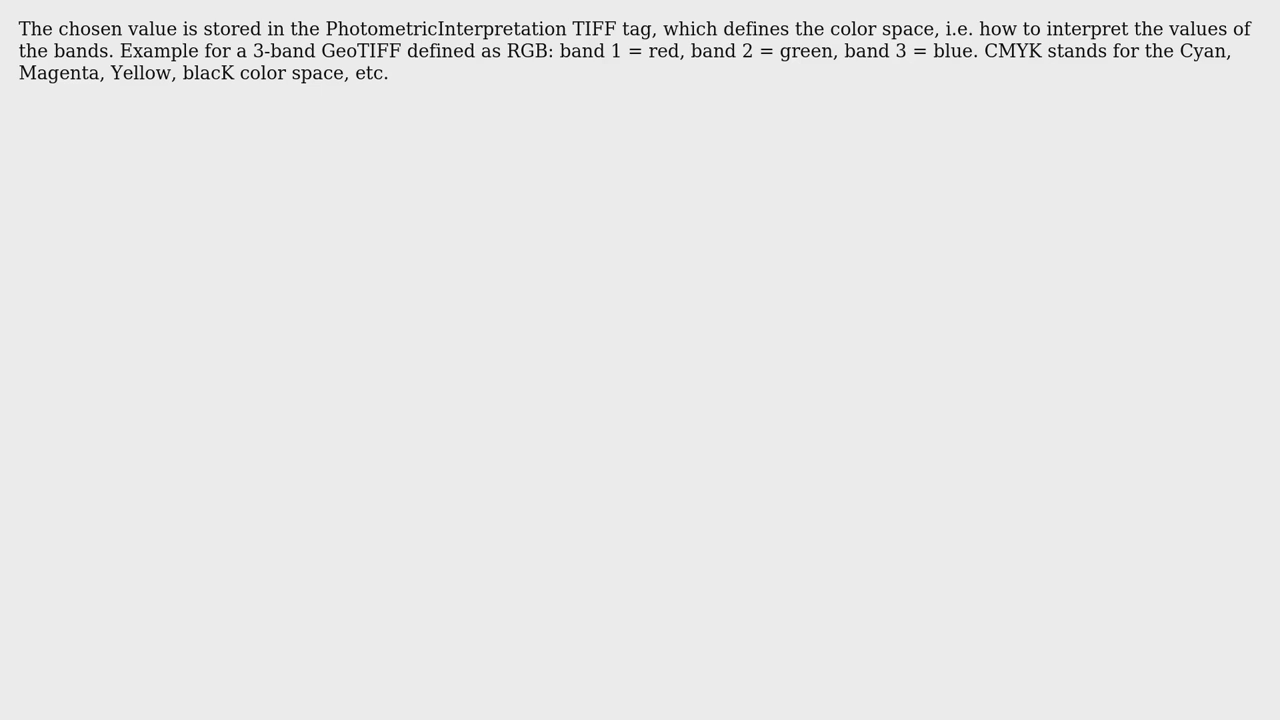 The chosen value is stored in the PhotometricInterpretation TIFF tag, which defines the color space, i.e. how to interpret the values of
the bands. Example for a 3-band GeoTIFF defined as RGB: band 1 = red, band 2 = green, band 3 = blue. CMYK stands for the Cyan,
Magenta, Yellow, blacK color space, etc.